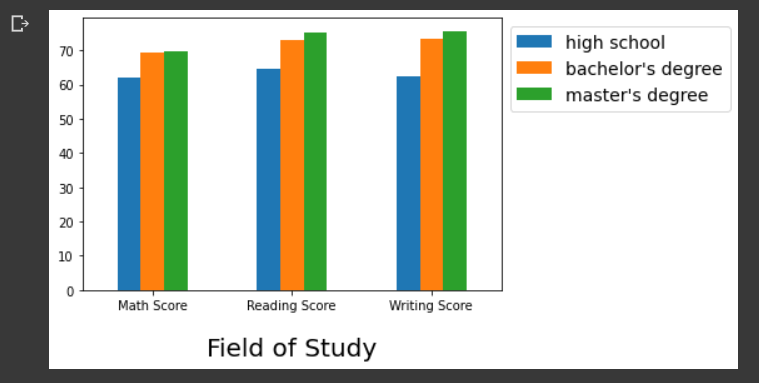 70
60
50
40
30
20
10
0
Math Score Reading Score Writing Score
Field of Study
high school
bachelor's degree
master's degree